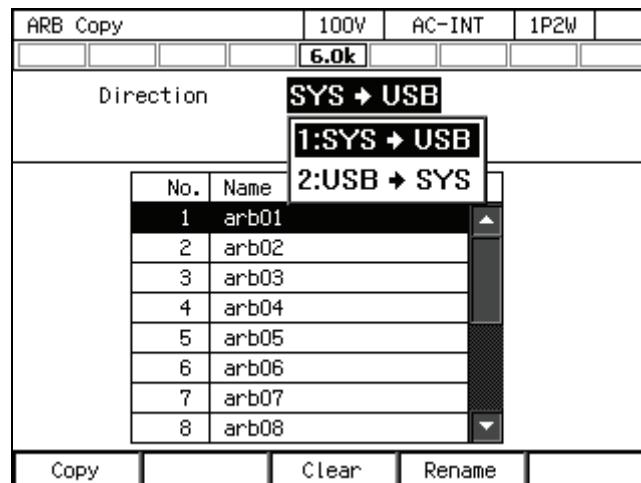 ARB Copy 100V AC-INT 1P2W
6.0k
Direction SYS → USB
1:SYS → USB
2:USB → SYS
No. Name
1 arb01
2 arb02
3 arb03
4 arb04
5 arb05
6 arb06
7 arb07
8 arb08
Copy Clear Rename